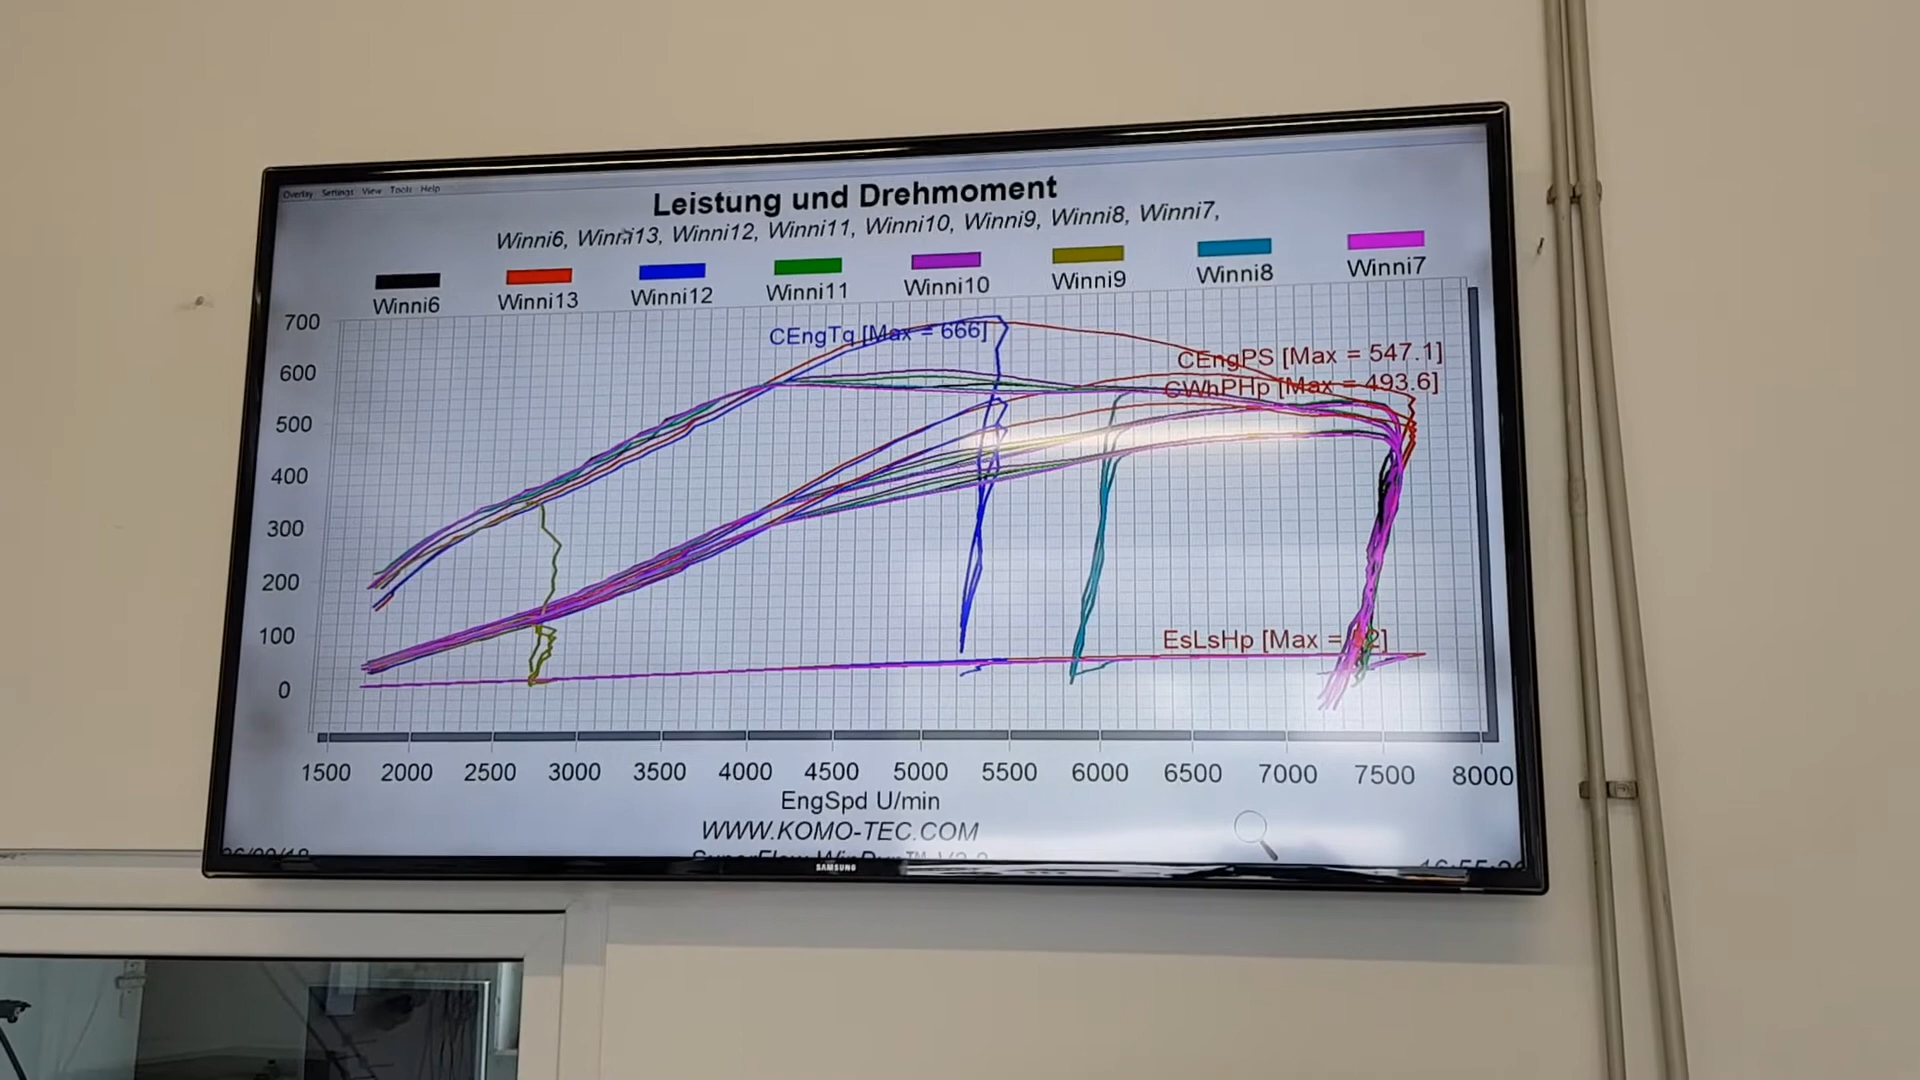 Overlay Settings View Tools Help
Leistung und Drehmoment
Winni6, Winni13, Winni12, Winni11, Winni10, Winni9, Winni8, Winni7,
Winni6 Winni13 Winni12 Winni11 Winni10 Winni9 Winni8 Winni7
700
CEngTq [Max = 666]
CEngPS [Max = 547.1]
600
CWhPHp [Max = 493.6]
500
400
300
200
100
EsLsHp [Max =
0
1500 2000 2500 3000 3500 4000 4500 5000 5500 6000 6500 7000 7500 8000
EngSpd U/min
WWW.KOMO-TEC.COM
SAMSUNG